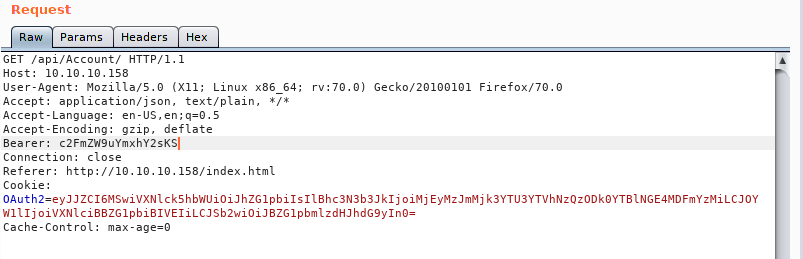 Request
Raw Params Headers Hex
GET /api/Account/ HTTP/1.1
Host: 10.10.10.158
User-Agent: Mozilla/5.0 (X11; Linux x86_64; rv:70.0) Gecko/20100101 Firefox/70.0
Accept: application/json, text/plain, */*
Accept-Language: en-US,en;q=0.5
Accept-Encoding: gzip, deflate
Bearer: c2FmZW9uYmxhY2sKS
Connection: close
Referer: http://10.10.10.158/index.html
Cookie:
OAuth2=eyJJZCI6MSwiVXNlck5hbWUiOiJhZG1pbiIsIlBhc3N3b3JkIjoiMjEyMzJmMjk3YTU3YTVhNzQzODk0YTBlNGE4MDFmYzMiLCJOY
W1lIjoiVXNlciBBZG1pbiBIVEIiLCJSb2wiOiJBZG1pbmlzdHJhdG9yIn0=
Cache-Control: max-age=0